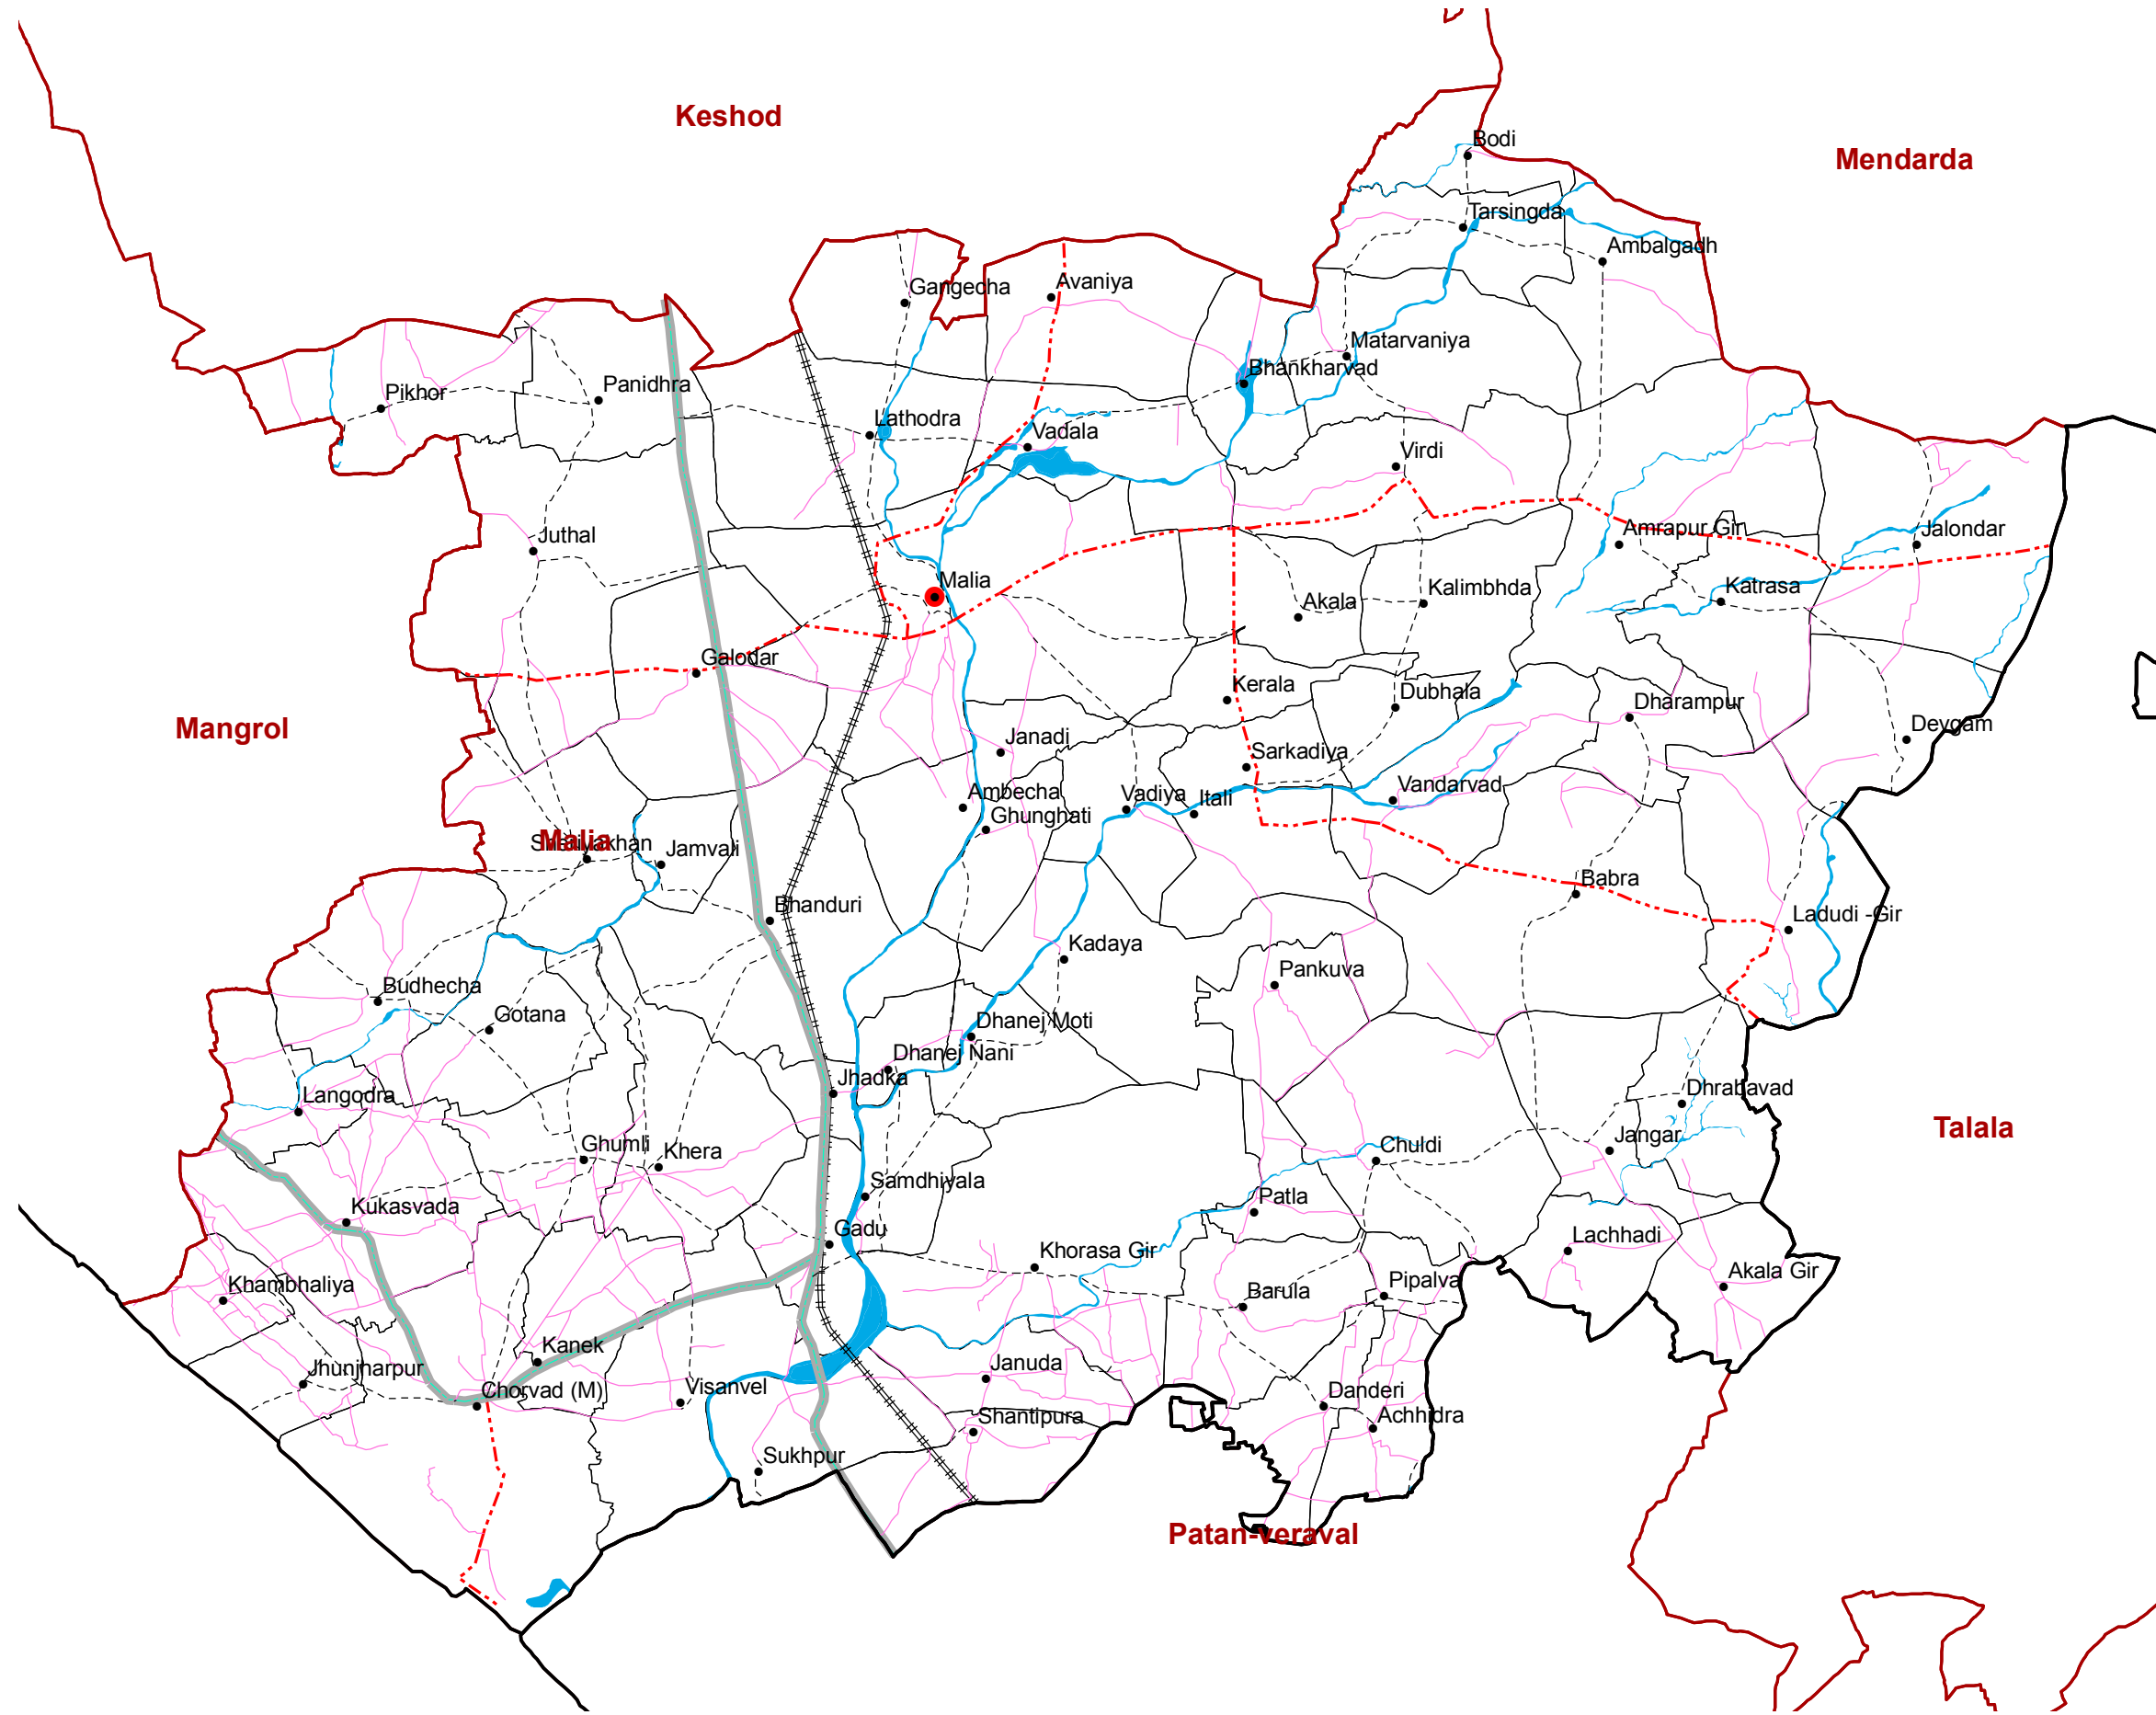 Keshod
Bodi
Mendarda
Tarsingda
Ambalgadh
Gangecha
Avaniya
Matarvaniya
Bhankharvad
Panidhra
Pikhor
Lathodra
Vadala
Virdi
Juthal
Amrapur Gir
Jalondar
Malia
Katrasa
Kalimbhda
Akala
Galodar
Kerala
Dubhala
Dharampur
Mangrol
Devgam
Janadi
Sarkadiya
Ambecha
Vadiya
Itali
Vandarvad
Ghunghati
Malia
Jamvali
Babra
Bhanduri
Ladudi -Gir
Kadaya
Pankuva
Budhecha
Gotana
Dhanej Moti
Dhanej Nani
Jhadka
Langodra
Dhrabavad
Talala
Jangar
Ghumli
Khera
Chuldi
Samdhiyala
Patla
Kukasvada
Gadu
Lachhadi
Khorasa Gir
Akala Gir
Khambhaliya
Barula
Pipalva
Kanek
Jhunjharpur
Januda
Chorvad (M)
Visanvel
Danderi
Shantipura
Achhidra
Sukhpur
Patan-veraval